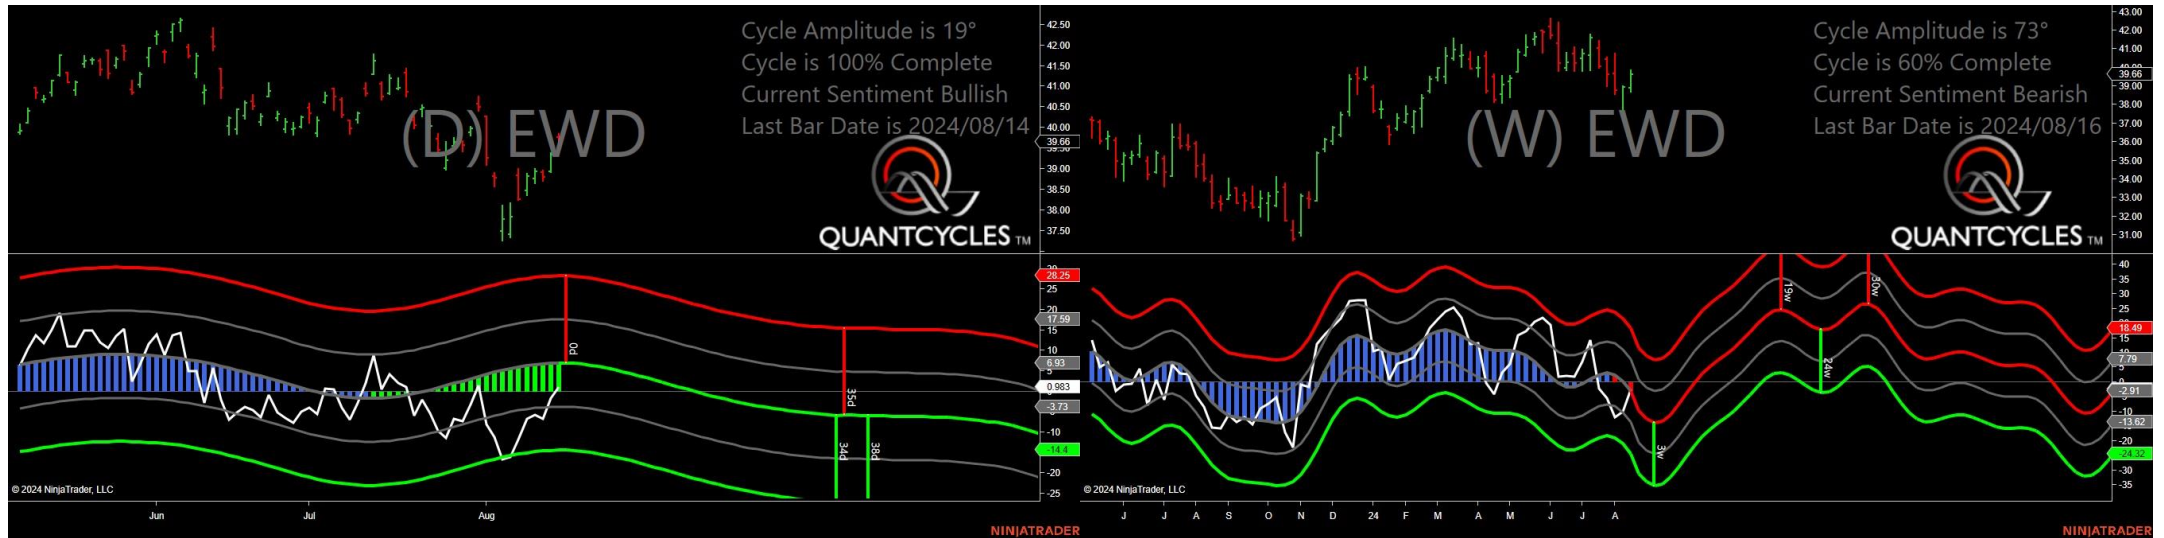 Cycle Amplitude is 19°
Cycle is 100% Complete
Current Sentiment Bullish
Last Bar Date is 2024/08/14
(D) EWD
QUANTCYCLES TM
42.50
42.00
41.50
41.00
40.50
40.00
39.66
39.00
38.50
38.00
37.50
28.25
25
20
17.59
15
10
6.93
5
0.983
-3.73
-10
-14.4
-20
-25
0d
35d
34d
38d
© 2024 NinjaTrader, LLC
Jun
Jul
Aug
NINJATRADER
Cycle Amplitude is 73°
Cycle is 60% Complete
Current Sentiment Bearish
Last Bar Date is 2024/08/16
(W) EWD
QUANTCYCLES TM
43.00
42.00
41.00
39.66
39.00
38.00
37.00
36.00
35.00
34.00
33.00
32.00
31.00
40
35
30
25
18.49
15
7.79
-2.91
-10
-13.62
-20
-24.32
-30
-35
19w
30w
24w
3w
© 2024 NinjaTrader, LLC
J
J
A
S
O
N
D
24
F
M
A
M
J
J
A
NINJATRADER